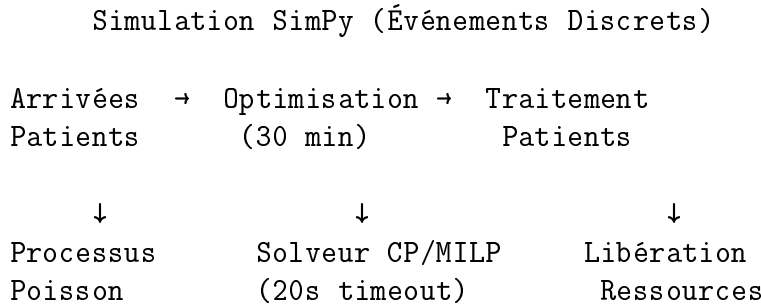 Simulation SimPy (Événements Discrets)
Arrivées → Optimisation → Traitement
Patients (30 min) Patients
↓ ↓ ↓
Processus Solveur CP/MILP Libération
Poisson (20s timeout) Ressources